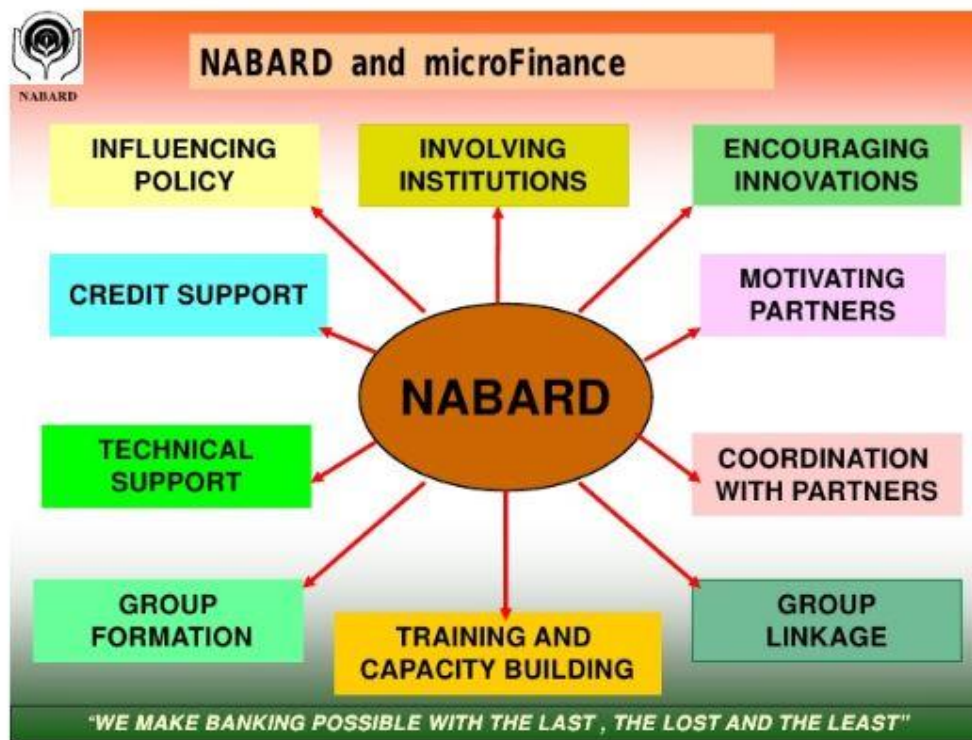 NABARD and microFinance
NABARD
INFLUENCING
POLICY
INVOLVING
INSTITUTIONS
ENCOURAGING
INNOVATIONS
CREDIT SUPPORT
MOTIVATING
PARTNERS
NABARD
TECHNICAL
SUPPORT
COORDINATION
WITH PARTNERS
GROUP
FORMATION
TRAINING AND
CAPACITY BUILDING
GROUP
LINKAGE
“WE MAKE BANKING POSSIBLE WITH THE LAST , THE LOST AND THE LEAST”